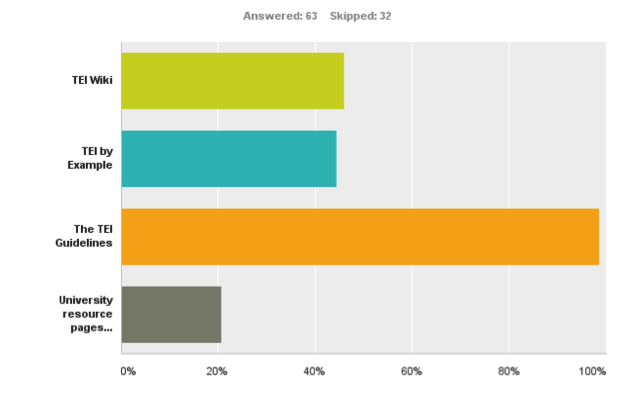 Answered: 63 Skipped: 32
TEI Wiki
TEI by
Example
The TEI
Guidelines
University
resource
pages...
0% 20% 40% 60% 80% 100%